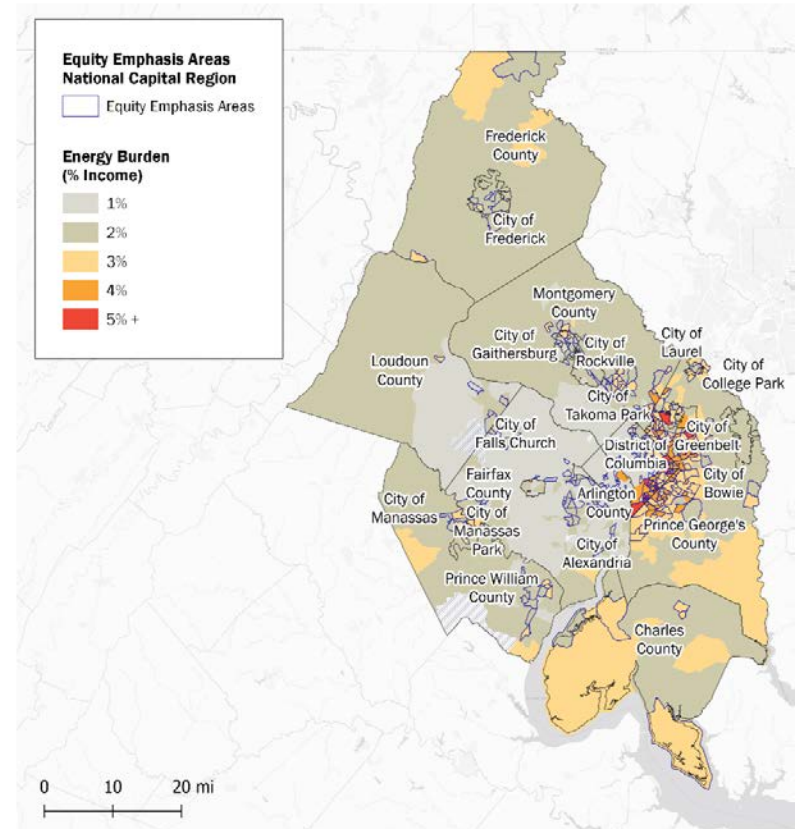 Equity Emphasis Areas
National Capital Region
Equity Emphasis Areas
Energy Burden
(% Income)
1%
2%
3%
4%
5% +
Frederick
County
City of
Frederick
Montgomery
County
City of
Gaithersburg
City of
Rockville
City of
Laurel
City of
College Park
Loudoun
County
City of
Takoma Park
City of
Falls Church
District of
Columbia
City of
Greenbelt
City of
Bowie
Fairfax
County
City of
Manassas
City of
Manassas
Park
Arlington
County
Prince George's
County
City of
Alexandria
Prince William
County
Charles
County
0 10 20 mi